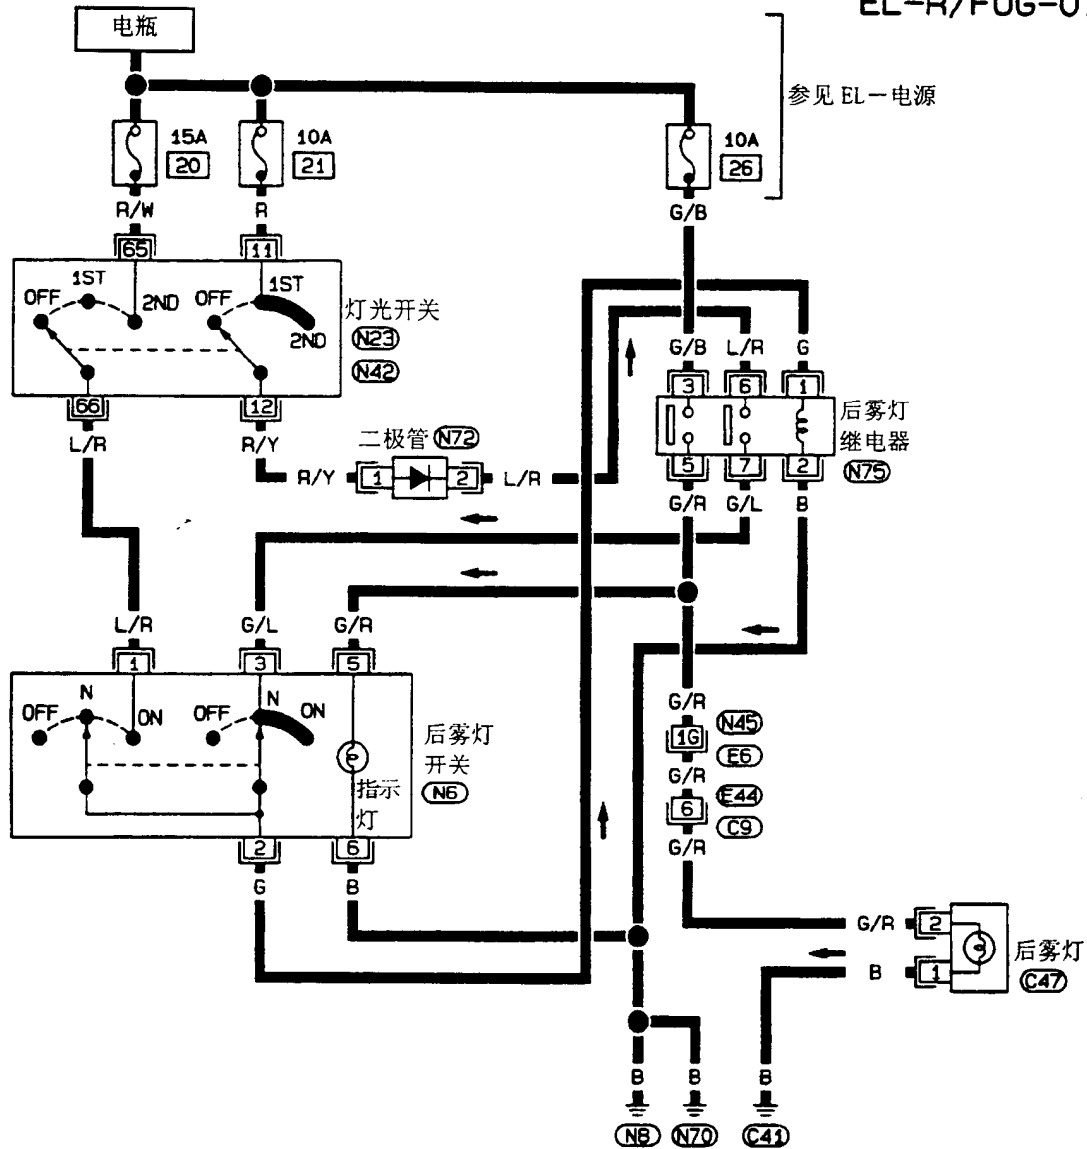 EL-R/FOG-0
电瓶
参见 EL－电源
15A
20
10A
21
10A
26
R/W
R
G/B
65
11
OFF
1ST
2ND
OFF
1ST
2ND
灯光开关
N23
N42
G/B
L/R
G
3
6
1
后雾灯
继电器
N75
66
12
L/R
R/Y
二极管 N72
R/Y
1
2
L/R
5
7
2
G/R
G/L
B
L/R
G/L
G/R
1
3
5
OFF
N
ON
OFF
N
ON
后雾灯
开关
N6
指示
灯
G/R
1G
N45
E6
G/R
6
E44
C9
G/R
2
6
G
B
G/R
2
后雾灯
C47
B
1
B
B
B
N8
N70
C41